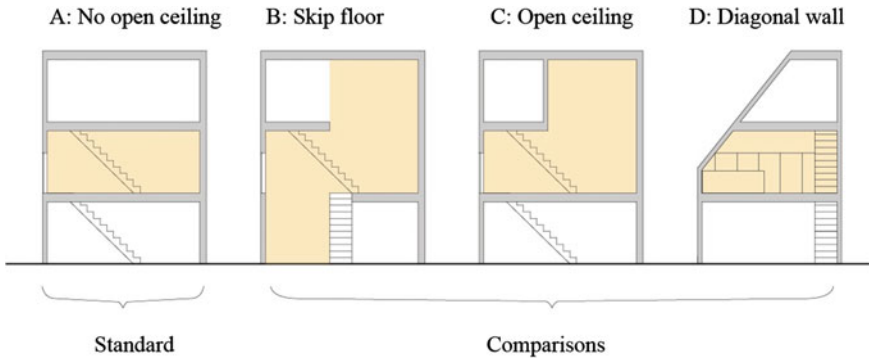 A: No open ceiling B: Skip floor C: Open ceiling D: Diagonal wall
Standard Comparisons